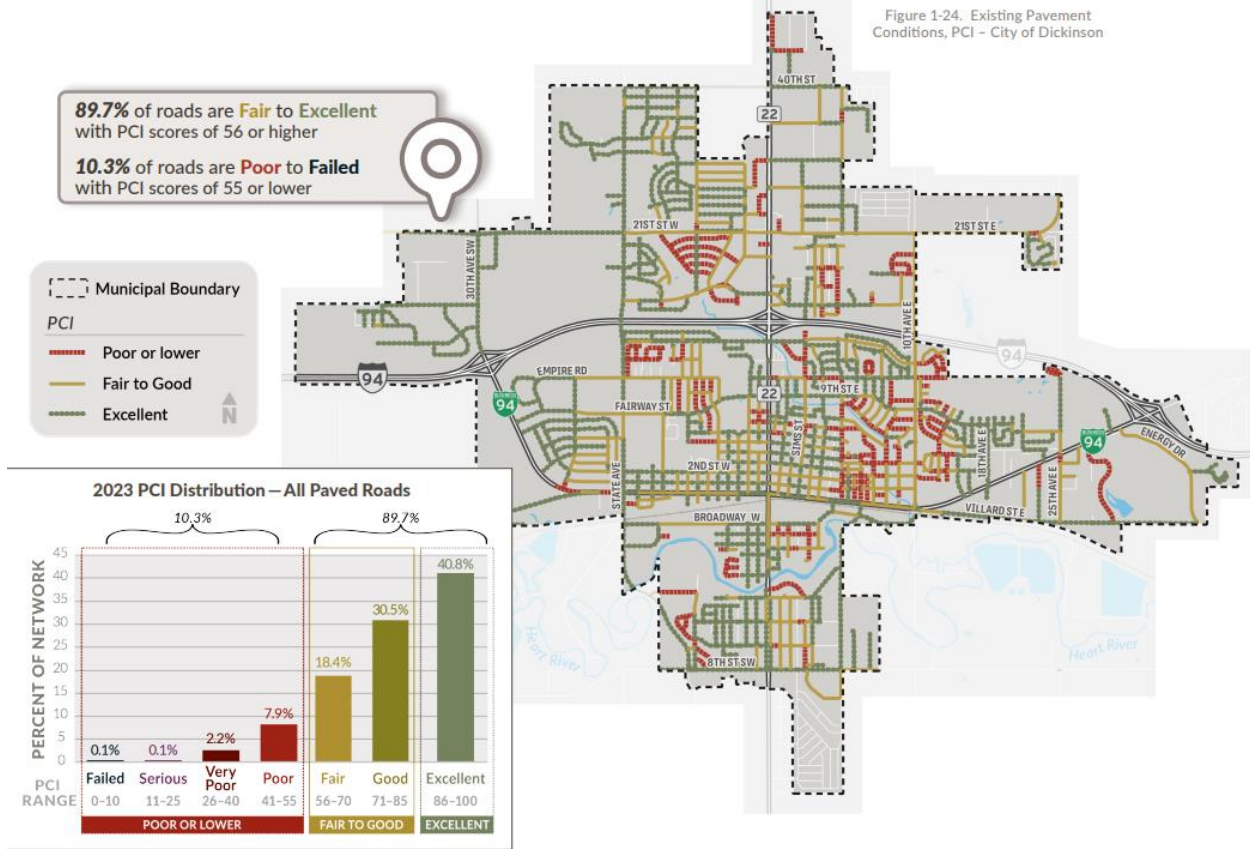 Figure 1-24. Existing Pavement
Conditions, PCI – City of Dickinson
89.7% of roads are Fair to Excellent
with PCI scores of 56 or higher
10.3% of roads are Poor to Failed
with PCI scores of 55 or lower
Municipal Boundary
PCI
Poor or lower
Fair to Good
Excellent
N
40TH ST
22
21ST ST W
21ST ST E
30TH AVE SW
10TH AVE E
94
94
EMPIRE RD
BUSINESS
94
22
9TH ST E
FAIRWAY ST
SIMS ST
18TH AVE E
BUSINESS
94
ENERGY DR
2ND ST W
STATE AVE
25TH AVE E
VILLARD ST E
BROADWAY W
Heart River
Heart River
8TH ST SW
2023 PCI Distribution — All Paved Roads
10.3% 89.7%
PERCENT OF NETWORK
45
40
35
30
25
20
15
10
5
0
0.1% 0.1% 2.2% 7.9% 18.4% 30.5% 40.8%
Failed Serious Very Poor Poor Fair Good Excellent
PCI RANGE
0–10 11–25 26–40 41–55 56–70 71–85 86–100
POOR OR LOWER FAIR TO GOOD EXCELLENT